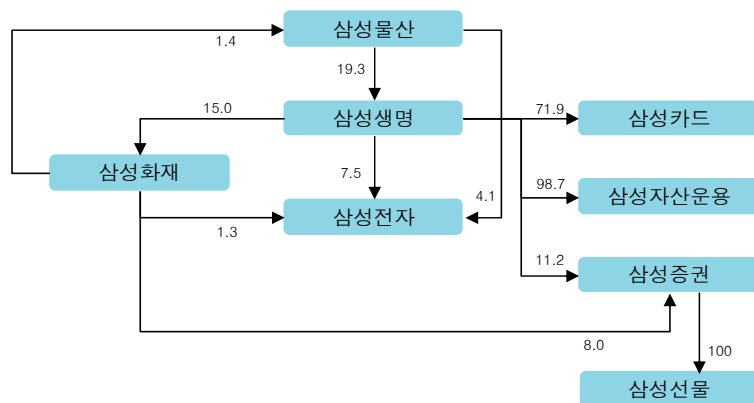 삼성물산
1.4
19.3
15.0
삼성생명
71.9
삼성카드
삼성화재
7.5
4.1
98.7
삼성자산운용
삼성전자
1.3
11.2
삼성증권
8.0
100
삼성선물